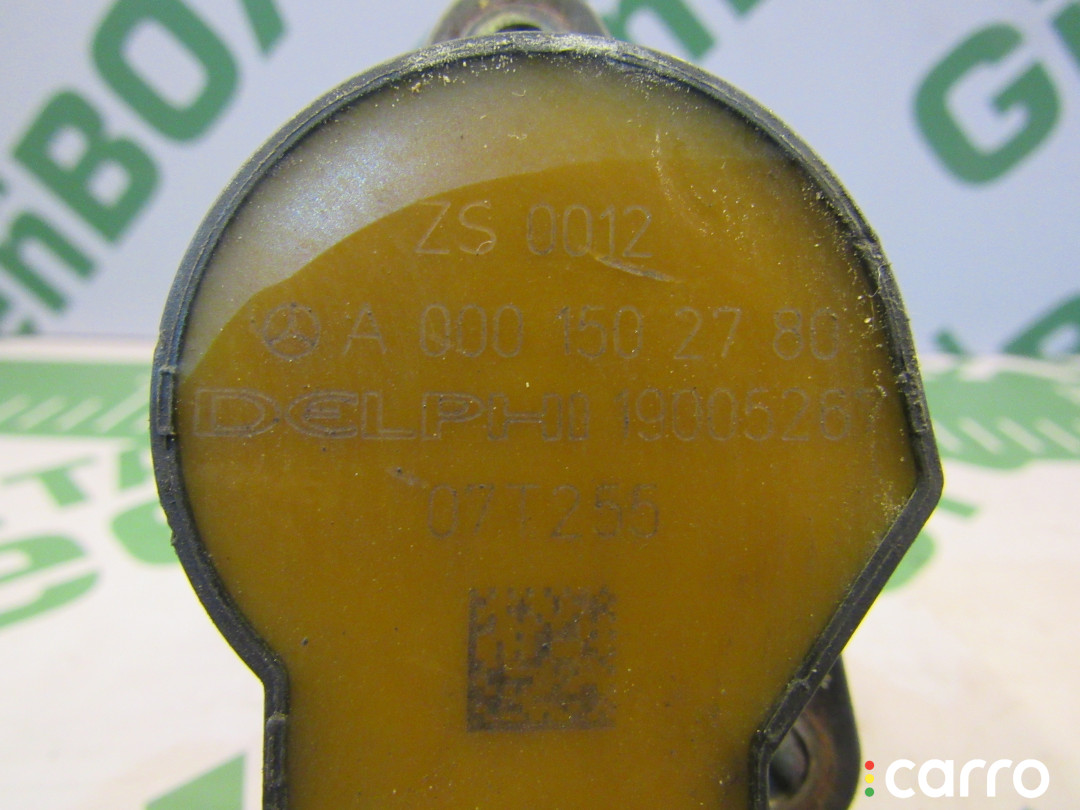 ZS 0012
A 000 150 27 80
DELPHI 19005267
07T255
carro